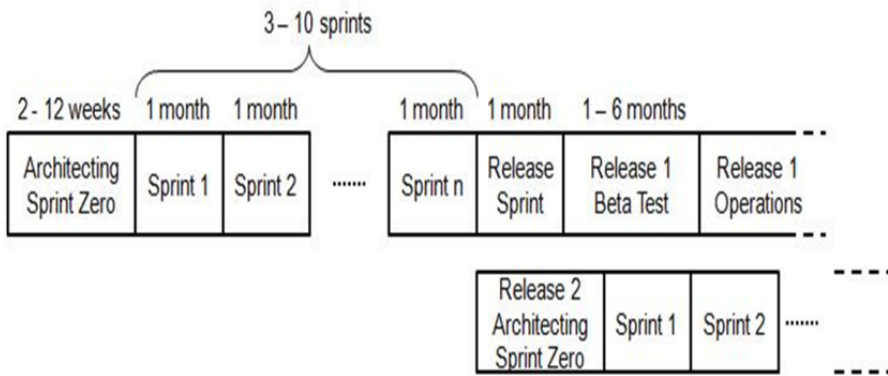 3 – 10 sprints
2 - 12 weeks 1 month 1 month 1 month 1 month 1 – 6 months
Architecting
Sprint Zero
Sprint 1
Sprint 2
.......
Sprint n
Release
Sprint
Release 1
Beta Test
Release 1
Operations
Release 2
Architecting
Sprint Zero
Sprint 1
Sprint 2
.......